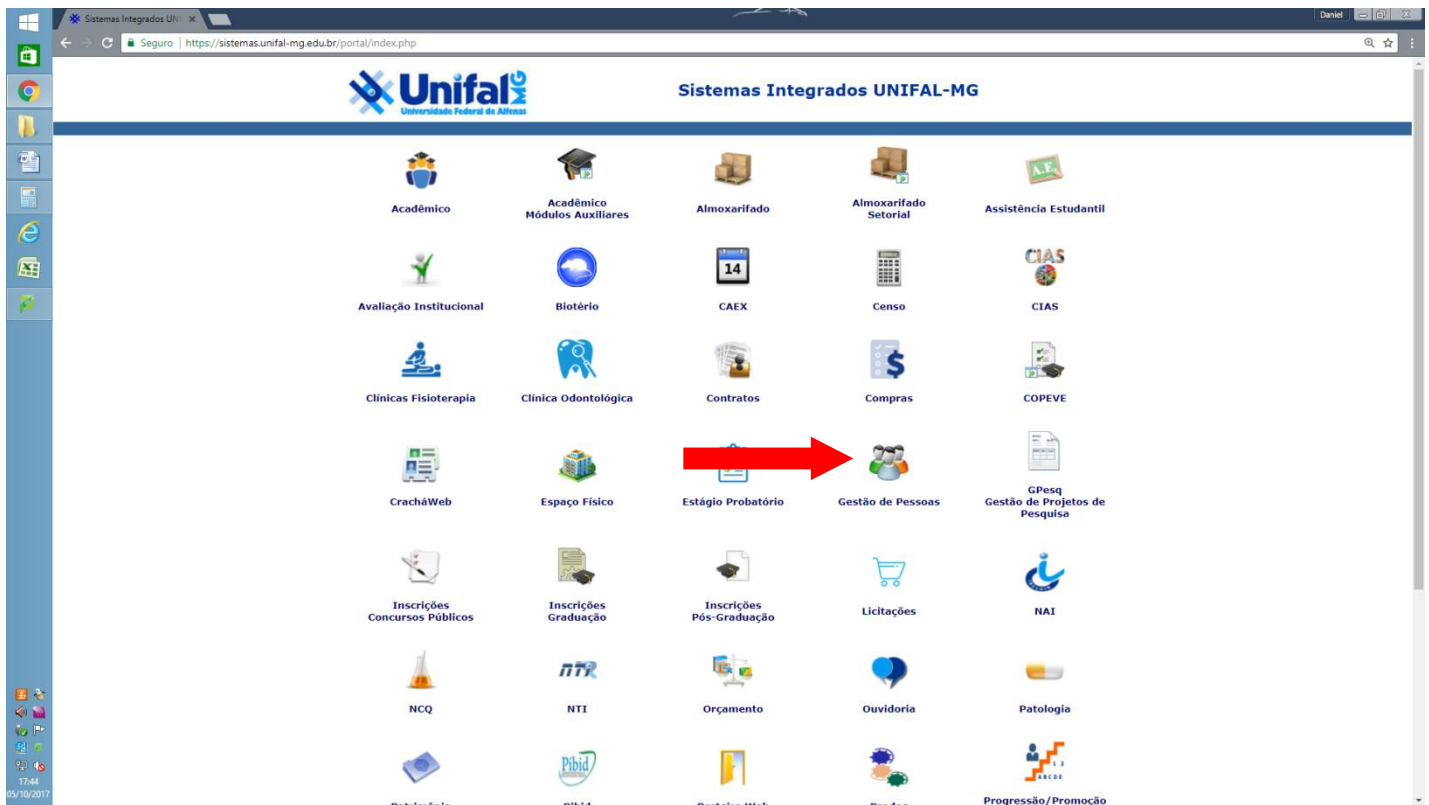 Sistemas Integrados UNI
Daniel
Seguro | https://sistemas.unifal-mg.edu.br/portal/index.php
Unifal MG
Universidade Federal de Alfenas
Sistemas Integrados UNIFAL-MG
A.E.
Acadêmico
Acadêmico
Módulos Auxiliares
Almoxarifado
Almoxarifado
Setorial
Assistência Estudantil
14
CIAS
Avaliação Institucional
Biotério
CAEX
Censo
CIAS
$
Clínicas Fisioterapia
Clínica Odontológica
Contratos
Compras
COPEVE
CracháWeb
Espaço Físico
Estágio Probatório
Gestão de Pessoas
GPesq
Gestão de Projetos de
Pesquisa
Inscrições
Concursos Públicos
Inscrições
Graduação
Inscrições
Pós-Graduação
Licitações
NAI
NCQ
NTI
Orçamento
Ouvidoria
Patologia
Pibid
1 2
A B C D E
Progressão/Promoção
17:44
05/10/2017